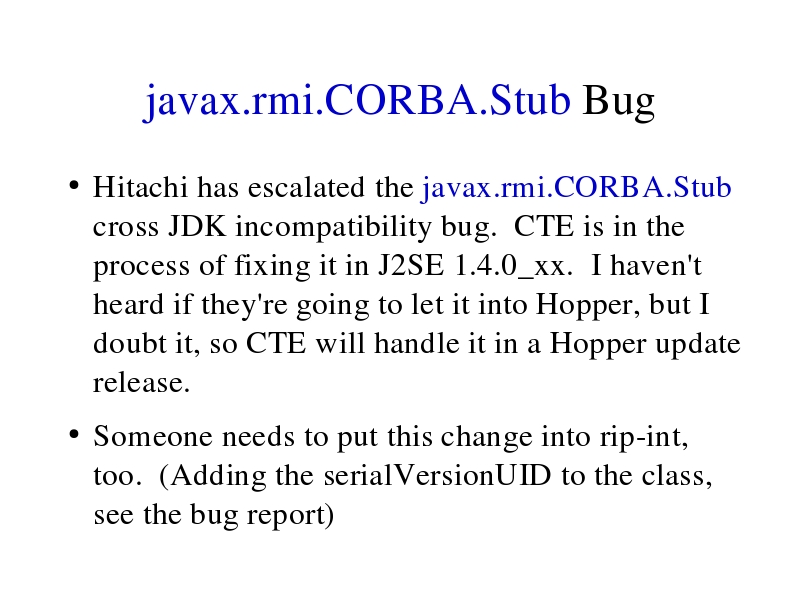 javax.rmi.CORBA.Stub Bug
• Hitachi has escalated the javax.rmi.CORBA.Stub
cross JDK incompatibility bug.  CTE is in the
process of fixing it in J2SE 1.4.0_xx.  I haven't
heard if they're going to let it into Hopper, but I
doubt it, so CTE will handle it in a Hopper update
release.
• Someone needs to put this change into rip-int,
too.  (Adding the serialVersionUID to the class,
see the bug report)